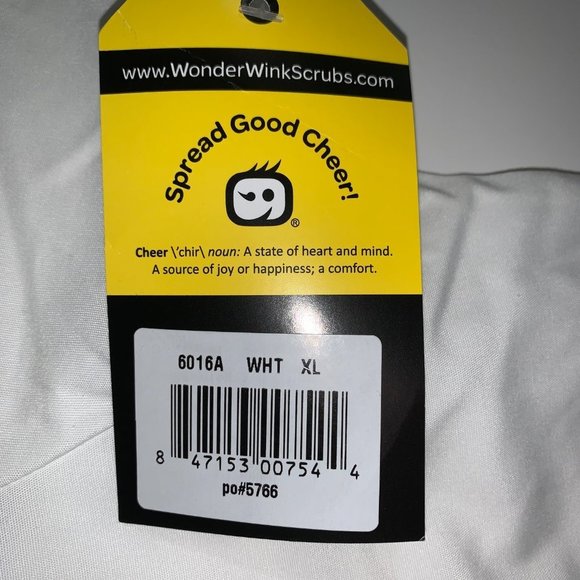 www.WonderWinkScrubs.com
Spread Good Cheer!
®
Cheer \'chir\ noun: A state of heart and mind.
A source of joy or happiness; a comfort.
6016A WHT XL
8 47153 00754 4
po#5766